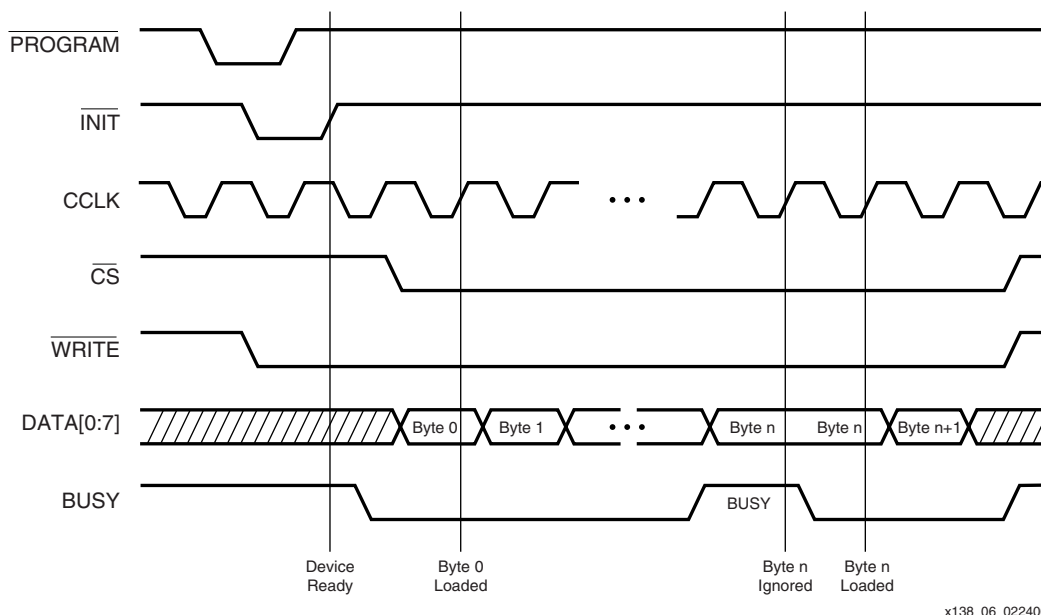 PROGRAM
INIT
CCLK
• • •
CS
WRITE
DATA[0:7]
Byte 0
Byte 1
• • •
Byte n
Byte n
Byte n+1
BUSY
BUSY
Device
Ready
Byte 0
Loaded
Byte n
Ignored
Byte n
Loaded
x138_06_02240